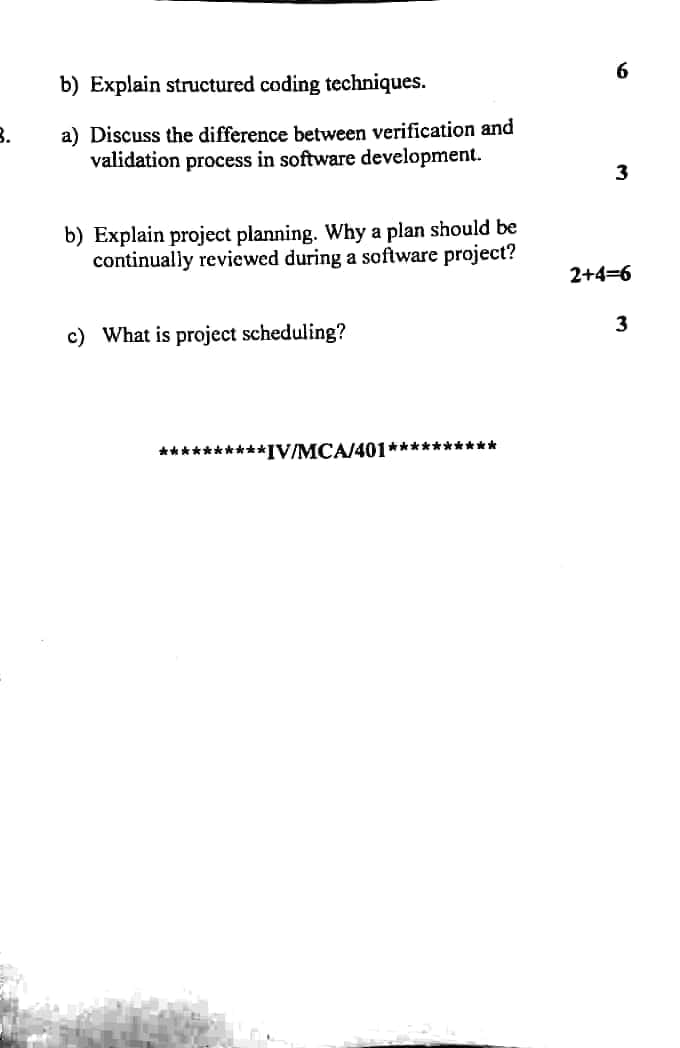 6
b) Explain structured coding techniques.
3. a) Discuss the difference between verification and
validation process in software development.
3
b) Explain project planning. Why a plan should be
continually reviewed during a software project?
2+4=6
c) What is project scheduling?
3
**********IV/MCA/401**********